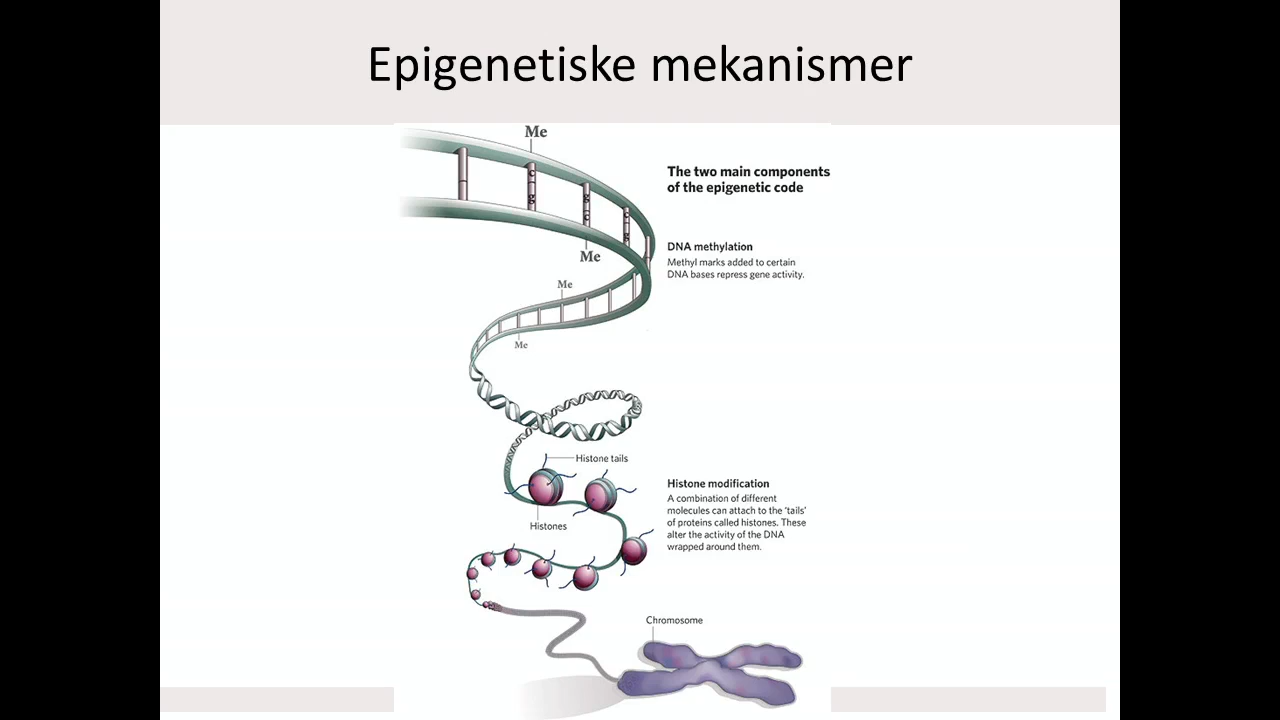 Epigenetiske mekanismer
Me
The two main components
of the epigenetic code
DNA methylation
Methyl marks added to certain
DNA bases repress gene activity.
Me
Me
Me
Histone tails
Histones
Histone modification
A combination of different
molecules can attach to the ‘tails’
of proteins called histones. These
alter the activity of the DNA
wrapped around them.
Chromosome